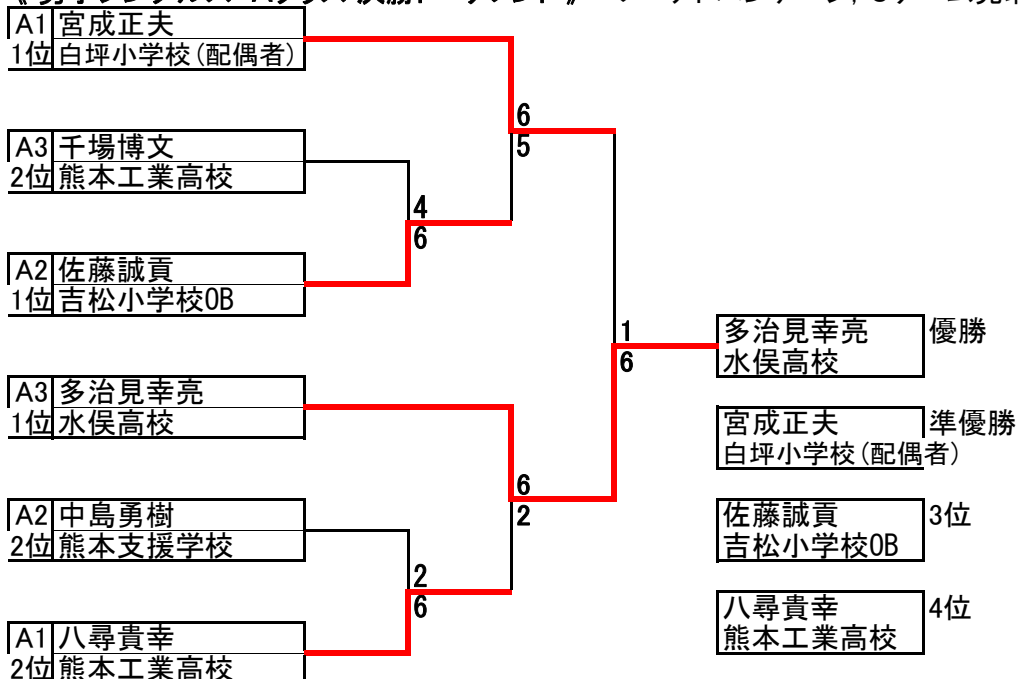 A1 宮成正夫
1位 白坪小学校(配偶者)
6
5
A3 千場博文
2位 熊本工業高校
4
6
A2 佐藤誠貢
1位 吉松小学校OB
1
6
多治見幸亮 優勝
水俣高校
A3 多治見幸亮
1位 水俣高校
宮成正夫 準優勝
白坪小学校(配偶者)
6
2
A2 中島勇樹
2位 熊本支援学校
佐藤誠貢 3位
吉松小学校OB
2
6
八尋貴幸 4位
熊本工業高校
A1 八尋貴幸
2位 熊本工業高校